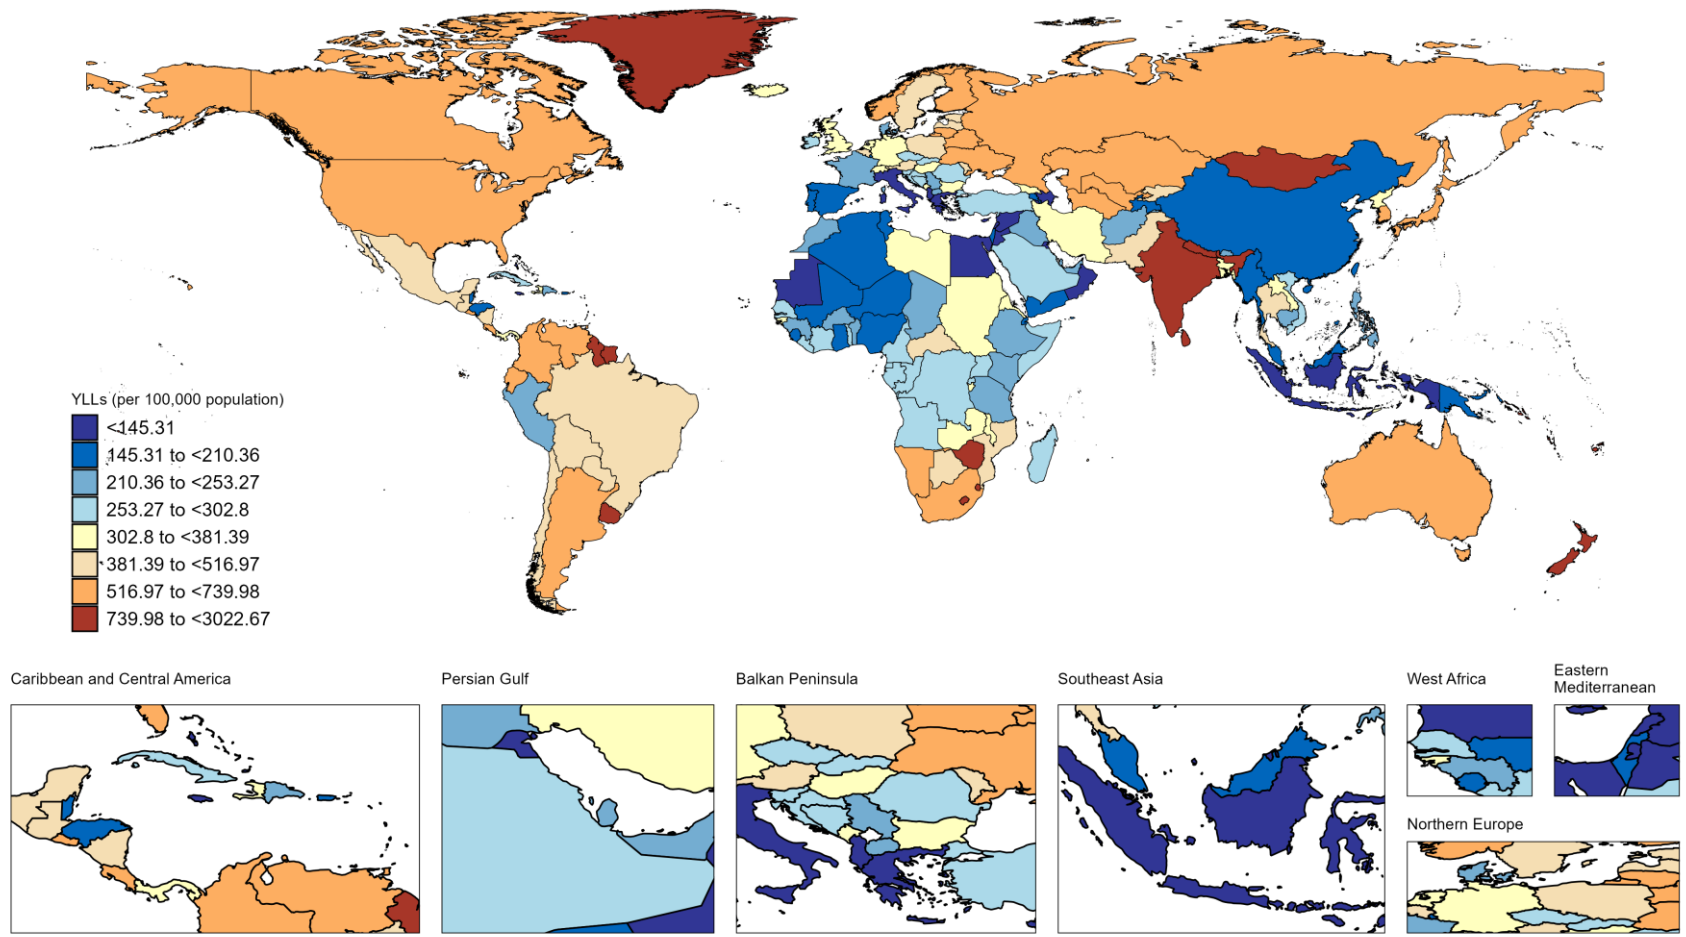 YLLs (per 100,000 population)
<145.31
145.31 to <210.36
210.36 to <253.27
253.27 to <302.8
302.8 to <381.39
381.39 to <516.97
516.97 to <739.98
739.98 to <3022.67
Caribbean and Central America
Persian Gulf
Balkan Peninsula
Southeast Asia
West Africa
Eastern
Mediterranean
Northern Europe